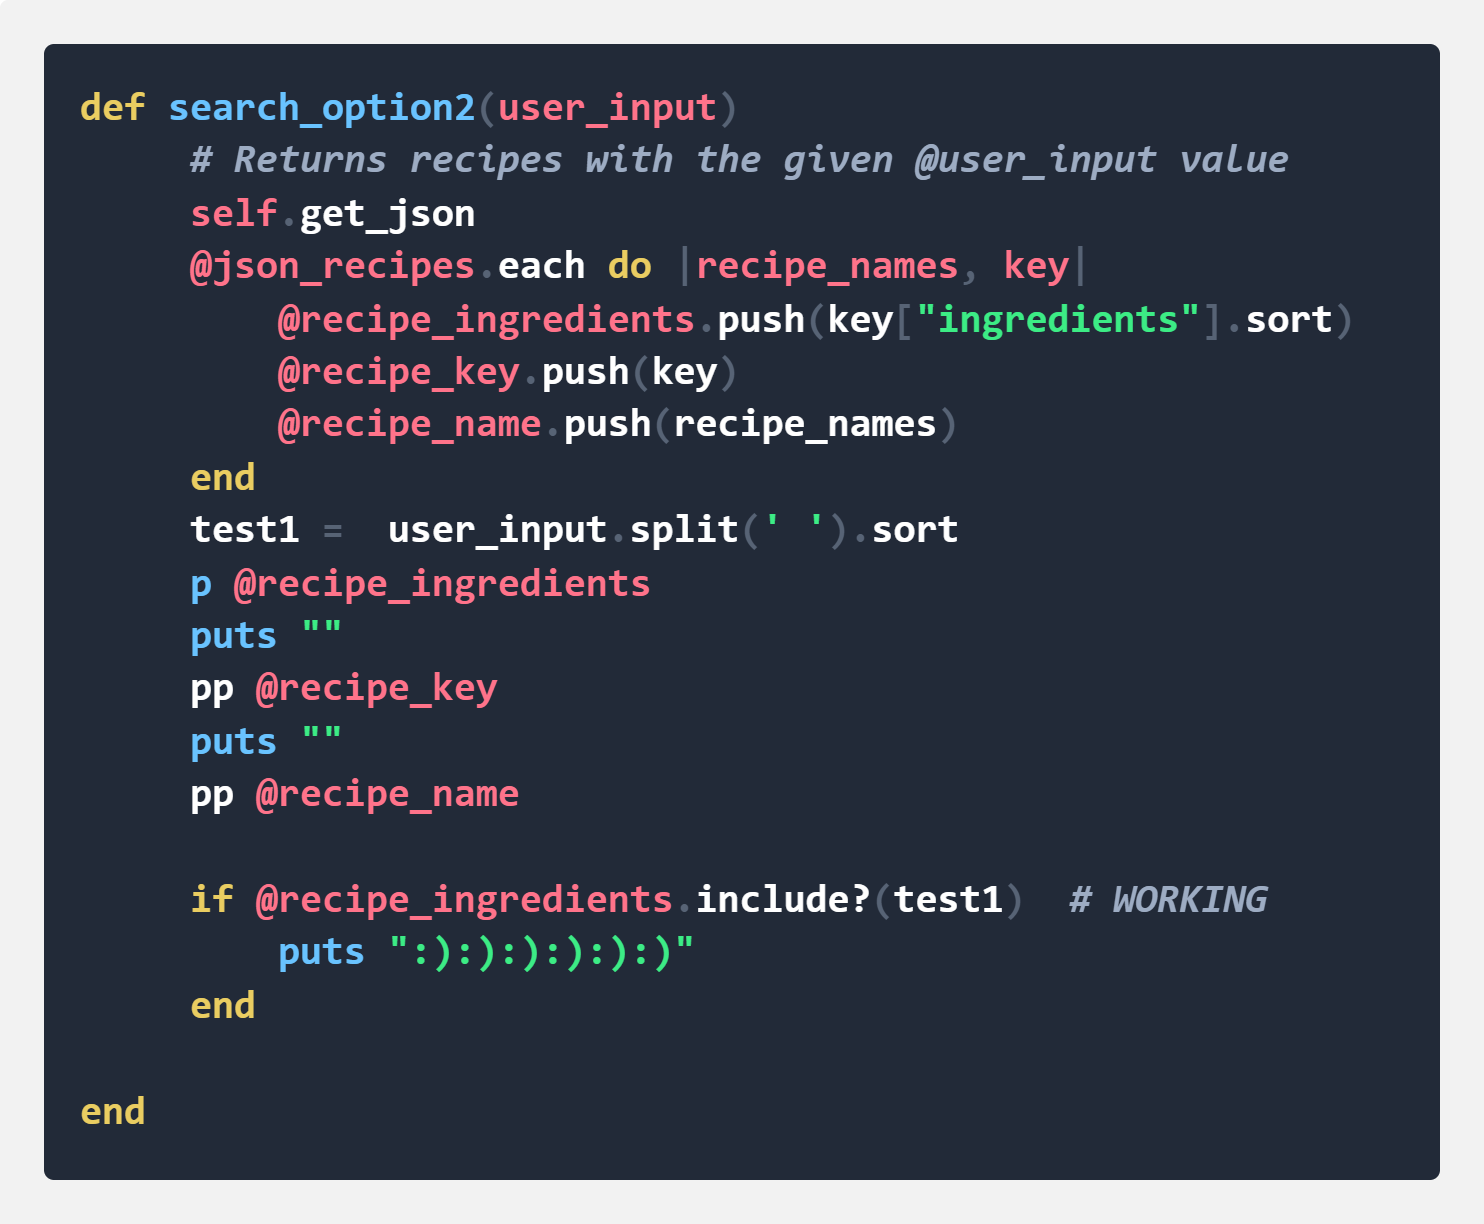 def search_option2(user_input)
     # Returns recipes with the given @user_input value
     self.get_json
     @json_recipes.each do |recipe_names, key|
         @recipe_ingredients.push(key["ingredients"].sort)
         @recipe_key.push(key)
         @recipe_name.push(recipe_names)
     end
     test1 =  user_input.split(' ').sort
     p @recipe_ingredients
     puts ""
     pp @recipe_key
     puts ""
     pp @recipe_name

     if @recipe_ingredients.include?(test1)  # WORKING
         puts ":):):):):):)"
     end

end